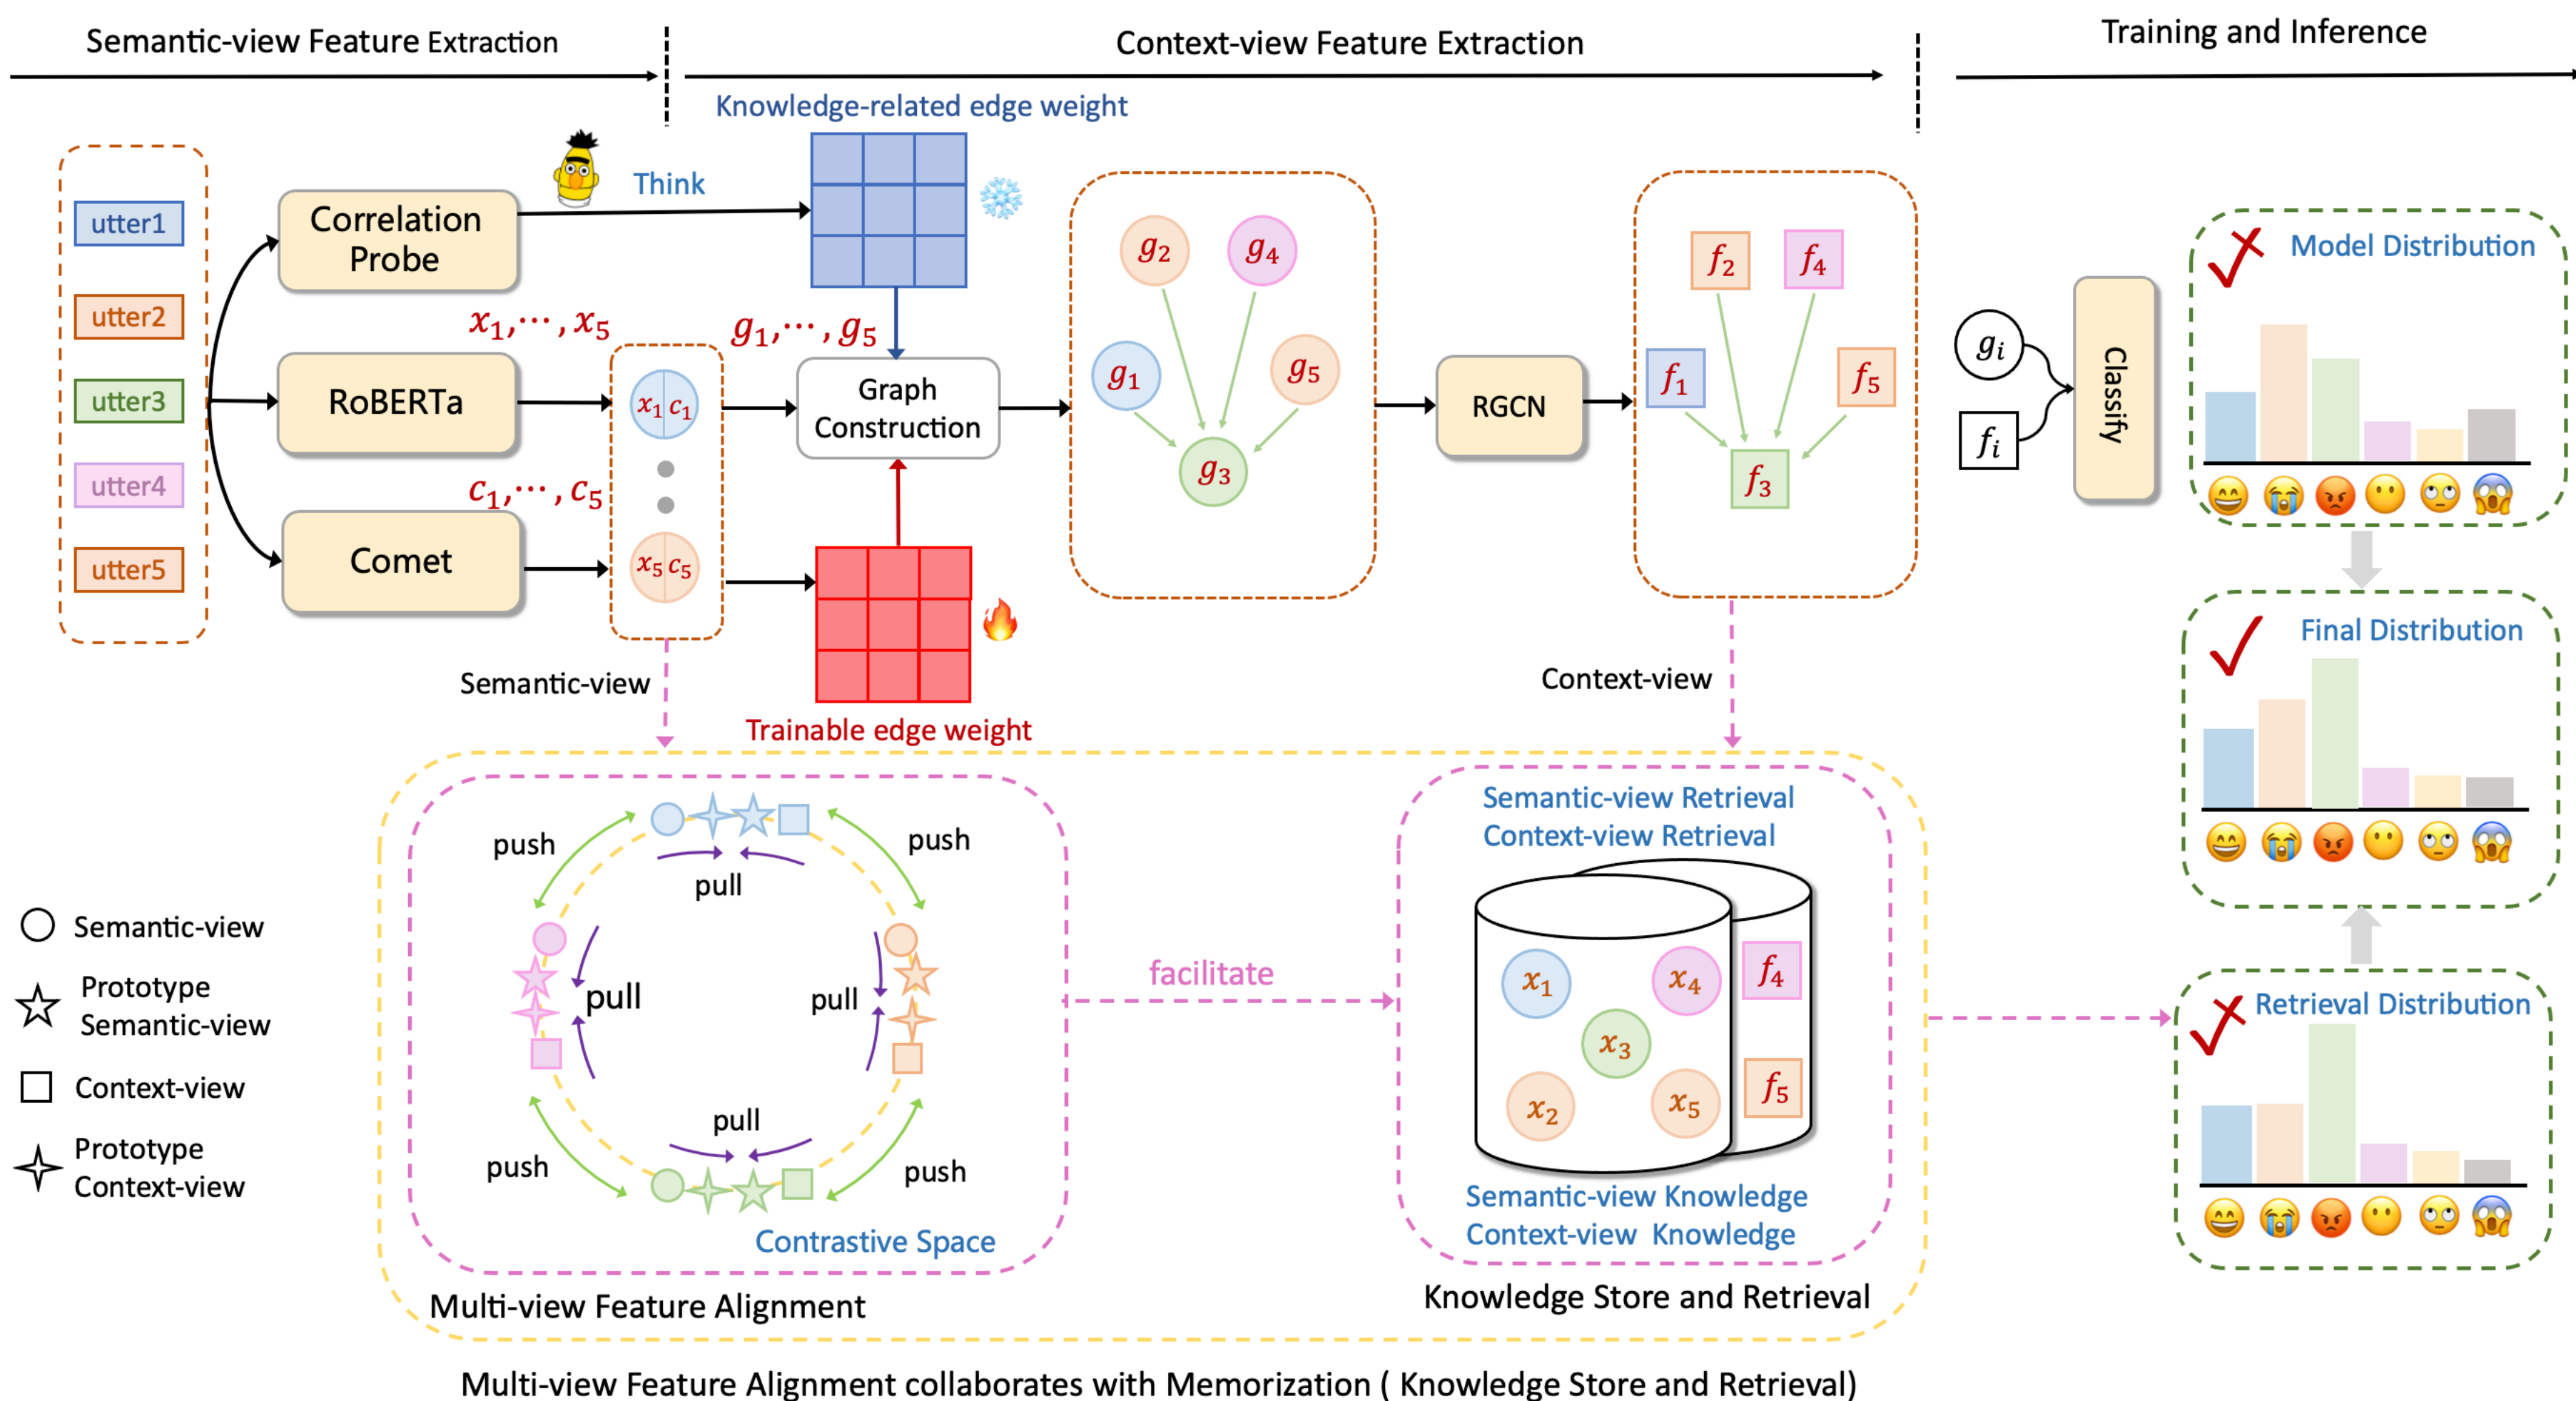 Semantic-view Feature Extraction
Context-view Feature Extraction
Training and Inference
Knowledge-related edge weight
Think
utter1
utter2
utter3
utter4
utter5
Correlation
Probe
RoBERTa
Comet
x1,⋯, x5
c1,⋯, c5
x1 c1
x5 c5
g1,⋯, g5
Graph
Construction
Trainable edge weight
g2
g4
g1
g5
g3
RGCN
f2
f4
f1
f5
f3
gi
fi
Classify
Model Distribution
Final Distribution
Retrieval Distribution
Semantic-view
Context-view
Semantic-view
Prototype
Semantic-view
Context-view
Prototype
Context-view
push
push
pull
pull
pull
pull
push
push
Contrastive Space
Multi-view Feature Alignment
facilitate
Semantic-view Retrieval
Context-view Retrieval
x1
x4
x3
x2
x5
f4
f5
Semantic-view Knowledge
Context-view Knowledge
Knowledge Store and Retrieval
Multi-view Feature Alignment collaborates with Memorization ( Knowledge Store and Retrieval)